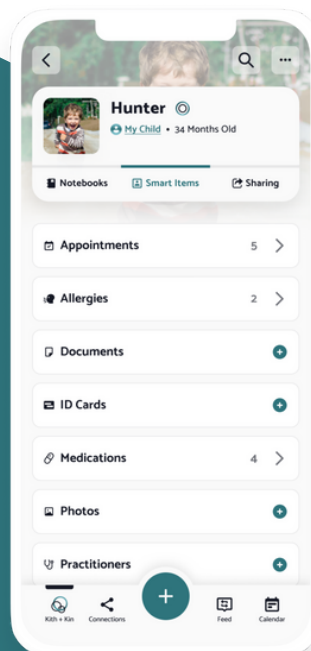 Hunter
My Child • 34 Months Old
Notebooks Smart Items Sharing
Appointments 5
Allergies 2
Documents
ID Cards
Medications 4
Photos
Practitioners
Kith + Kin Connections Feed Calendar